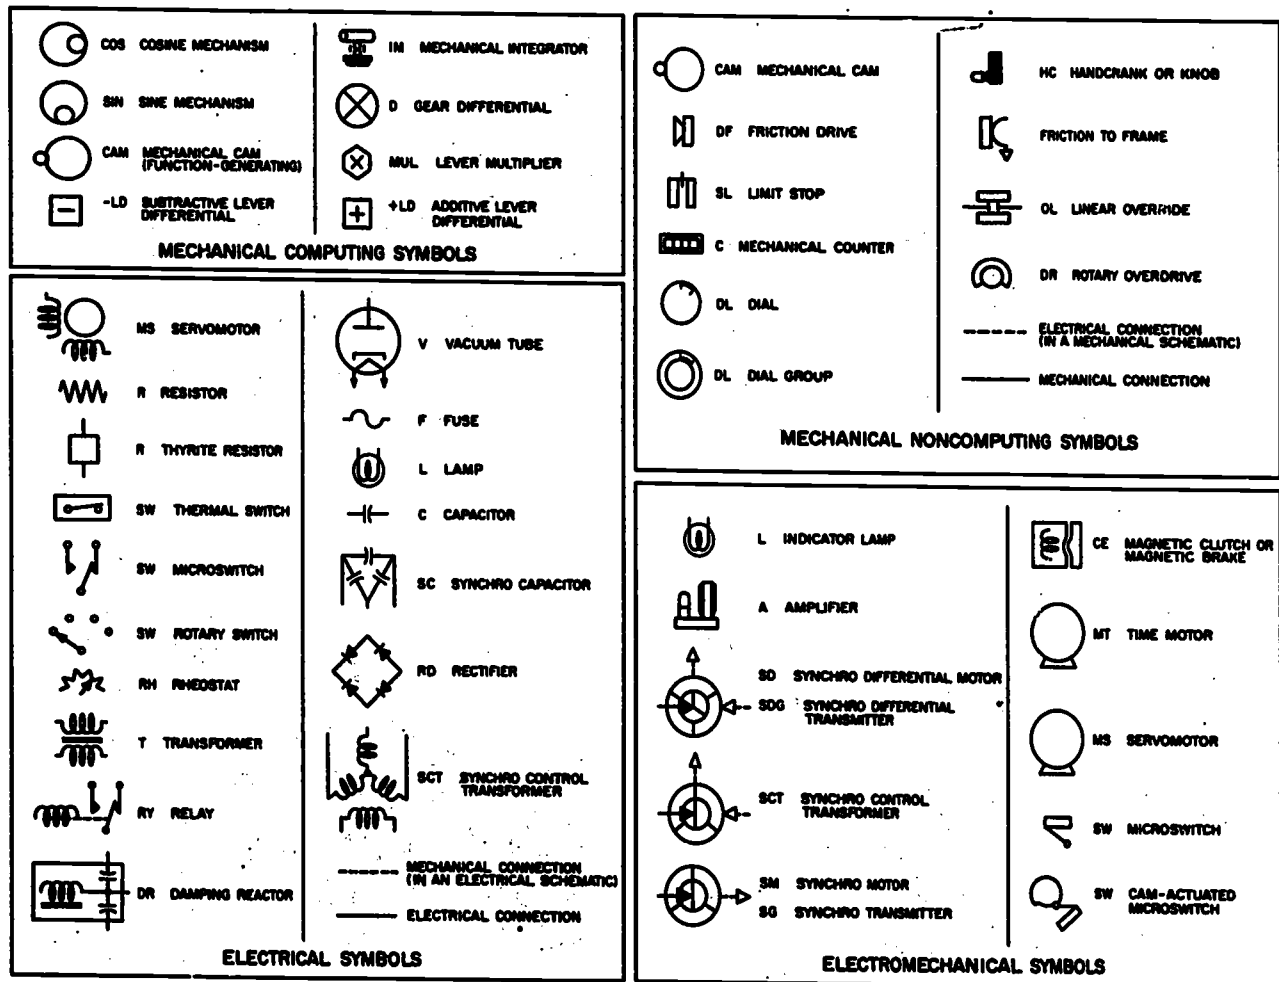 COS COSINE MECHANISM
SIN SINE MECHANISM
CAM MECHANICAL CAM
(FUNCTION-GENERATING)
-LD SUBTRACTIVE LEVER
DIFFERENTIAL
IM MECHANICAL INTEGRATOR
D GEAR DIFFERENTIAL
MUL LEVER MULTIPLIER
+LD ADDITIVE LEVER
DIFFERENTIAL
MECHANICAL COMPUTING SYMBOLS
CAM MECHANICAL CAM
DF FRICTION DRIVE
SL LIMIT STOP
C MECHANICAL COUNTER
DL DIAL
DL DIAL GROUP
HC HANDCRANK OR KNOB
FRICTION TO FRAME
OL LINEAR OVERRIDE
DR ROTARY OVERDRIVE
ELECTRICAL CONNECTION
(IN A MECHANICAL SCHEMATIC)
MECHANICAL CONNECTION
MECHANICAL NONCOMPUTING SYMBOLS
MS SERVOMOTOR
R RESISTOR
R THYRITE RESISTOR
SW THERMAL SWITCH
SW MICROSWITCH
SW ROTARY SWITCH
RH RHEOSTAT
T TRANSFORMER
RY RELAY
DR DAMPING REACTOR
V VACUUM TUBE
F FUSE
L LAMP
C CAPACITOR
SC SYNCHRO CAPACITOR
RD RECTIFIER
SCT SYNCHRO CONTROL
TRANSFORMER
MECHANICAL CONNECTION
(IN AN ELECTRICAL SCHEMATIC)
ELECTRICAL CONNECTION
ELECTRICAL SYMBOLS
L INDICATOR LAMP
A AMPLIFIER
SD SYNCHRO DIFFERENTIAL MOTOR
SDG SYNCHRO DIFFERENTIAL
TRANSMITTER
SCT SYNCHRO CONTROL
TRANSFORMER
SM SYNCHRO MOTOR
SG SYNCHRO TRANSMITTER
CE MAGNETIC CLUTCH OR
MAGNETIC BRAKE
MT TIME MOTOR
MS SERVOMOTOR
SW MICROSWITCH
SW CAM-ACTUATED
MICROSWITCH
ELECTROMECHANICAL SYMBOLS